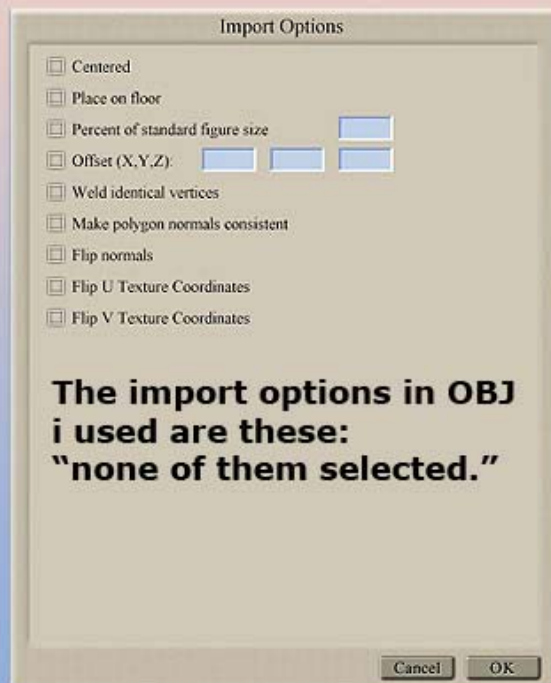 Import Options
Centered
Place on floor
Percent of standard figure size
Offset (X,Y,Z):
Weld identical vertices
Make polygon normals consistent
Flip normals
Flip U Texture Coordinates
Flip V Texture Coordinates
The import options in OBJ
i used are these:
“none of them selected.”
Cancel OK